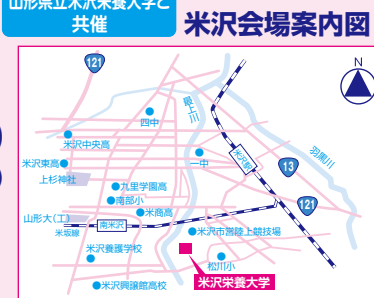 山形県立米沢栄養大学と
共催
米沢会場案内図
121
N
最上川
四中
米沢中央高
一中
米沢駅
羽黒川
13
米沢東高
上杉神社
九里学園高
121
南部小
米商高
山形大(工)
南米沢
米沢市営陸上競技場
米坂線
米沢養護学校
松川小
米沢栄養大学
米沢興譲館高校